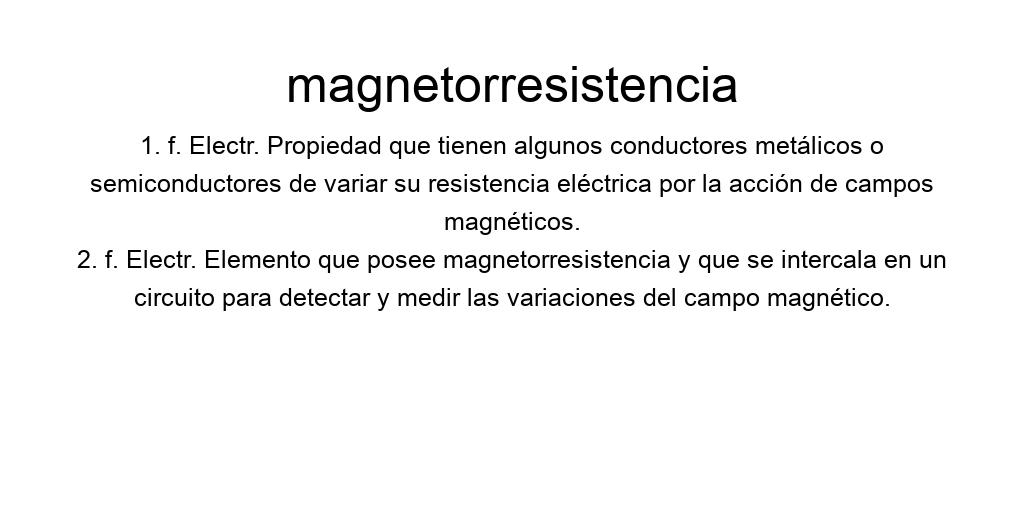 magnetorresistencia
1. f. Electr. Propiedad que tienen algunos conductores metálicos o
semiconductores de variar su resistencia eléctrica por la acción de campos
magnéticos.
2. f. Electr. Elemento que posee magnetorresistencia y que se intercala en un
circuito para detectar y medir las variaciones del campo magnético.